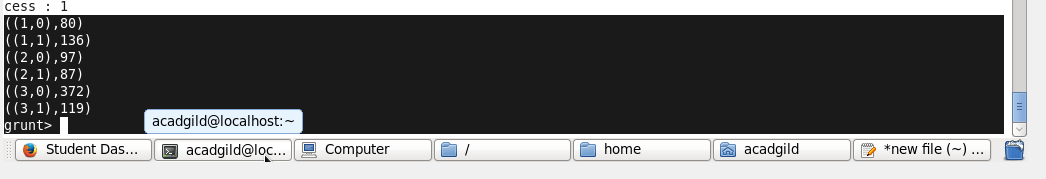 cess : 1
((1,0),80)
((1,1),136)
((2,0),97)
((2,1),87)
((3,0),372)
((3,1),119)
grunt>
acadgild@localhost:~
Student Das... acadgild@loc... Computer / home acadgild *new file (~) ...